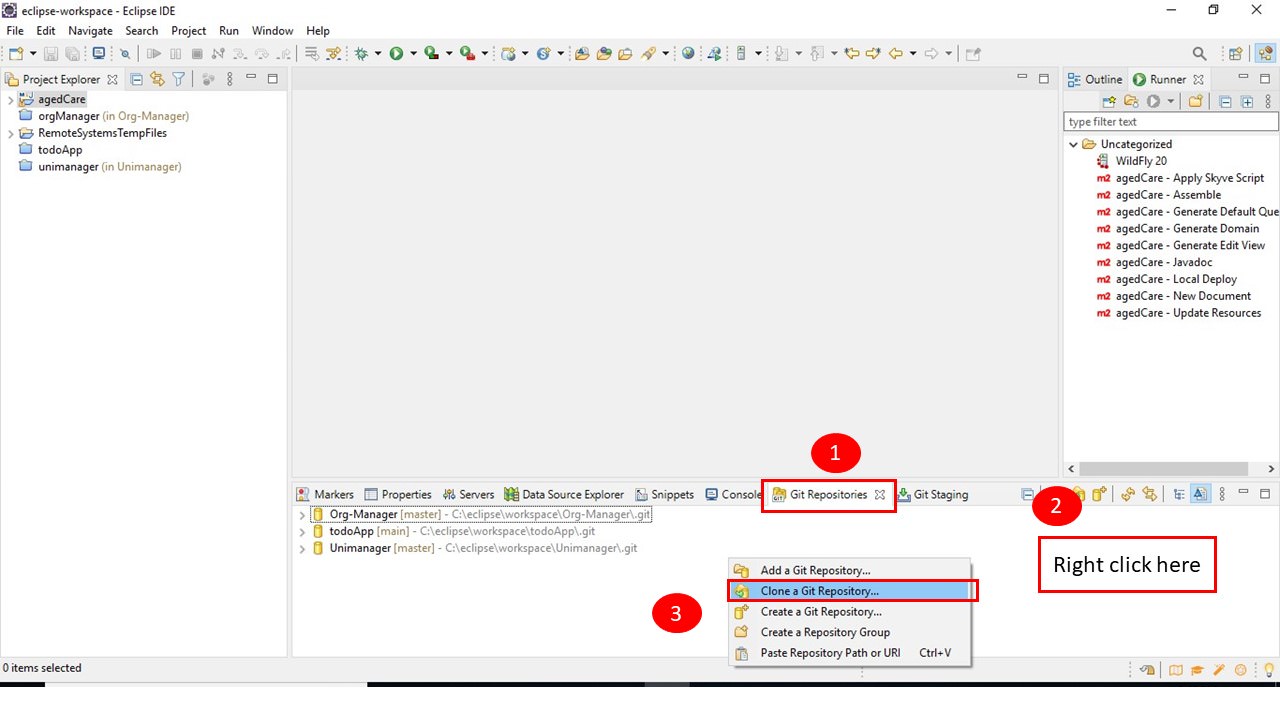 eclipse-workspace - Eclipse IDE
File Edit Navigate Search Project Run Window Help
Project Explorer
agedCare
orgManager (in Org-Manager)
RemoteSystemsTempFiles
todoApp
unimanager (in Unimanager)
Outline Runner
type filter text
Uncategorized
WildFly 20
m2 agedCare - Apply Skyve Script
m2 agedCare - Assemble
m2 agedCare - Generate Default Que
m2 agedCare - Generate Domain
m2 agedCare - Generate Edit View
m2 agedCare - Javadoc
m2 agedCare - Local Deploy
m2 agedCare - New Document
m2 agedCare - Update Resources
1
Markers Properties Servers Data Source Explorer Snippets Console Git Repositories Git Staging
Org-Manager [master] - C:\eclipse\workspace\Org-Manager\.git
todoApp [main] - C:\eclipse\workspace\todoApp\.git
Unimanager [master] - C:\eclipse\workspace\Unimanager\.git
2
Right click here
3
Add a Git Repository...
Clone a Git Repository...
Create a Git Repository...
Create a Repository Group
Paste Repository Path or URI Ctrl+V
0 items selected